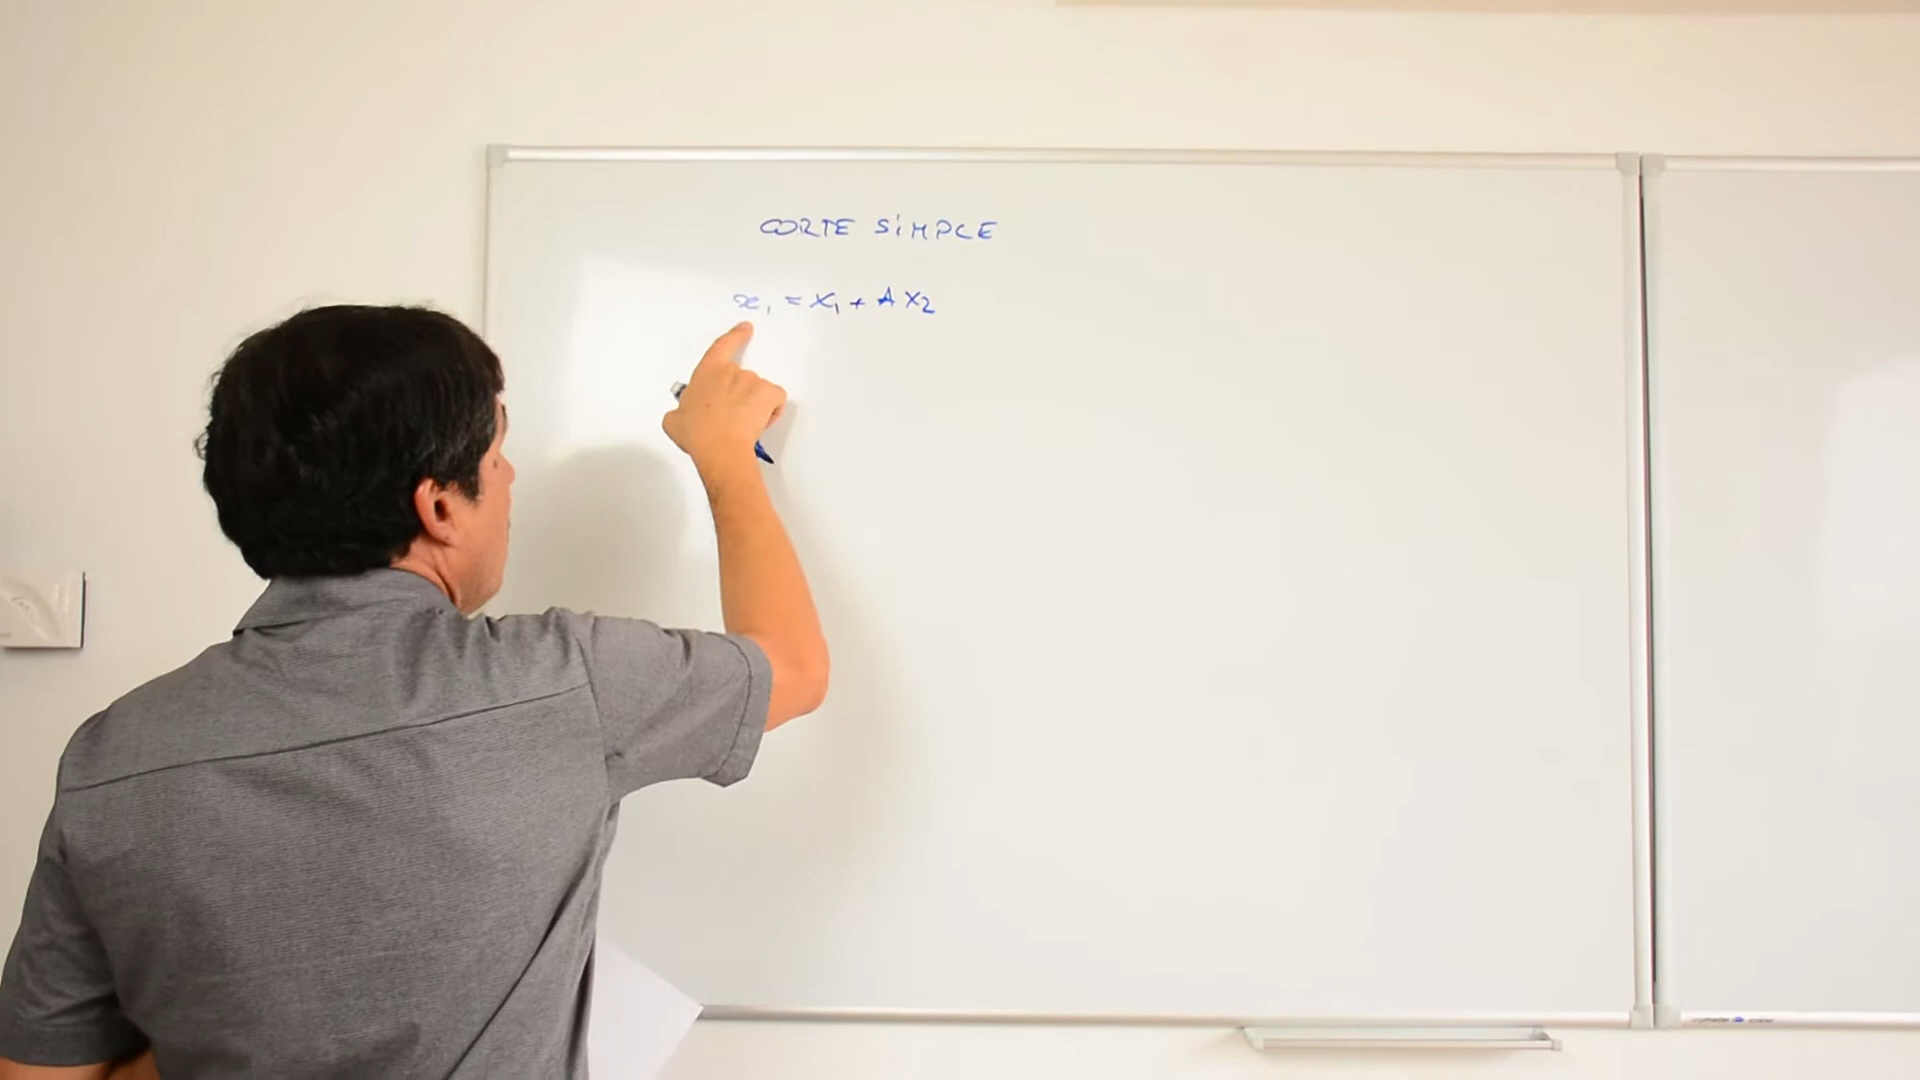 CORTE SiMPLE
x₁ = X₁ + A X₂